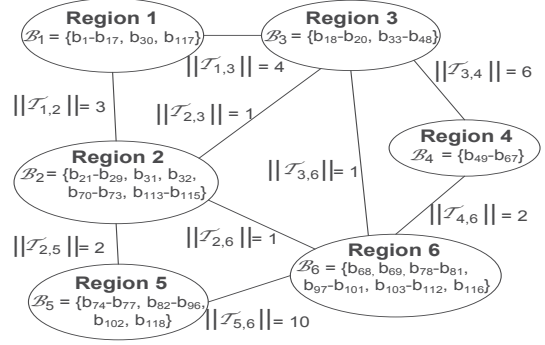 Region 1
ℬ₁ = {b₁-b₁₇, b₃₀, b₁₁₇}
Region 3
ℬ₃ = {b₁₈-b₂₀, b₃₃-b₄₈}
||𝒯₁,₃|| = 4
||𝒯₃,₄|| = 6
||𝒯₁,₂|| = 3
||𝒯₂,₃|| = 1
Region 4
ℬ₄ = {b₄₉-b₆₇}
Region 2
ℬ₂ = {b₂₁-b₂₉, b₃₁, b₃₂,
b₇₀-b₇₃, b₁₁₃-b₁₁₅}
||𝒯₃,₆|| = 1
||𝒯₄,₆|| = 2
||𝒯₂,₅|| = 2
||𝒯₂,₆|| = 1
Region 6
ℬ₆ = {b₆₈, b₆₉, b₇₈-b₈₁,
b₉₇-b₁₀₁, b₁₀₃-b₁₁₂, b₁₁₆}
Region 5
ℬ₅ = {b₇₄-b₇₇, b₈₂-b₉₆,
b₁₀₂, b₁₁₈}
||𝒯₅,₆|| = 10